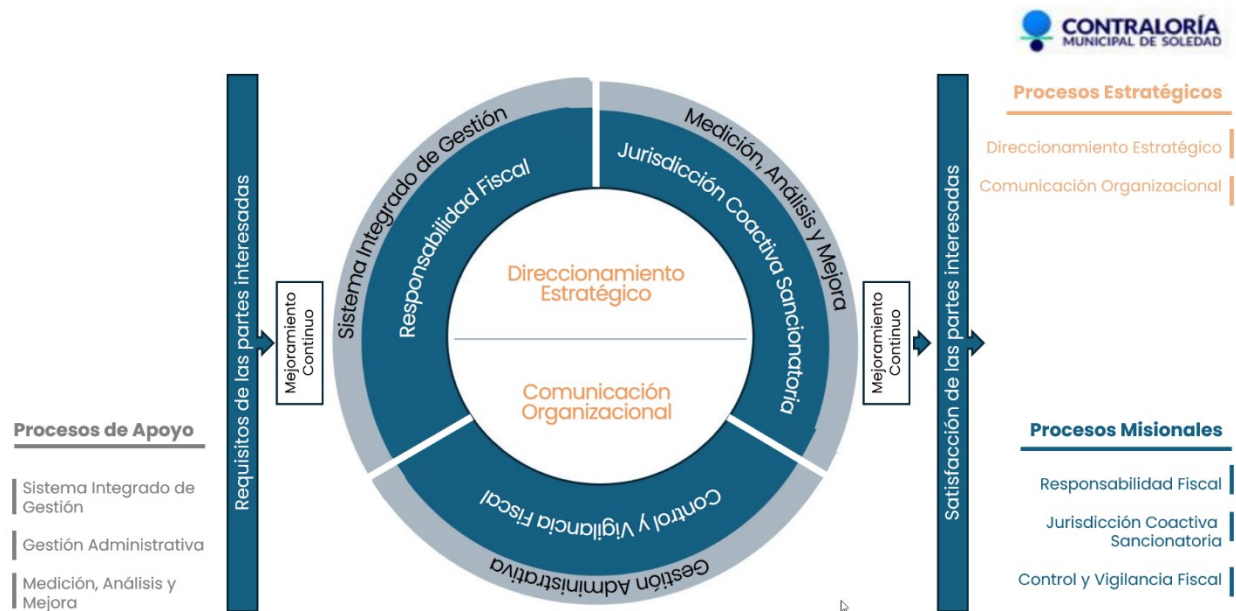 CONTRALORÍA
MUNICIPAL DE SOLEDAD
Requisitos de las partes interesadas
Mejoramiento
Continuo
Sistema Integrado de Gestión
Responsabilidad Fiscal
Medición, Análisis y Mejora
Jurisdicción Coactiva Sancionatoria
Direccionamiento
Estratégico
Comunicación
Organizacional
Control y Vigilancia Fiscal
Gestión Administrativa
Mejoramiento
Continuo
Satisfacción de las partes interesadas
Procesos Estratégicos
Direccionamiento Estratégico
Comunicación Organizacional
Procesos de Apoyo
Sistema Integrado de
Gestión
Gestión Administrativa
Medición, Análisis y
Mejora
Procesos Misionales
Responsabilidad Fiscal
Jurisdicción Coactiva
Sancionatoria
Control y Vigilancia Fiscal